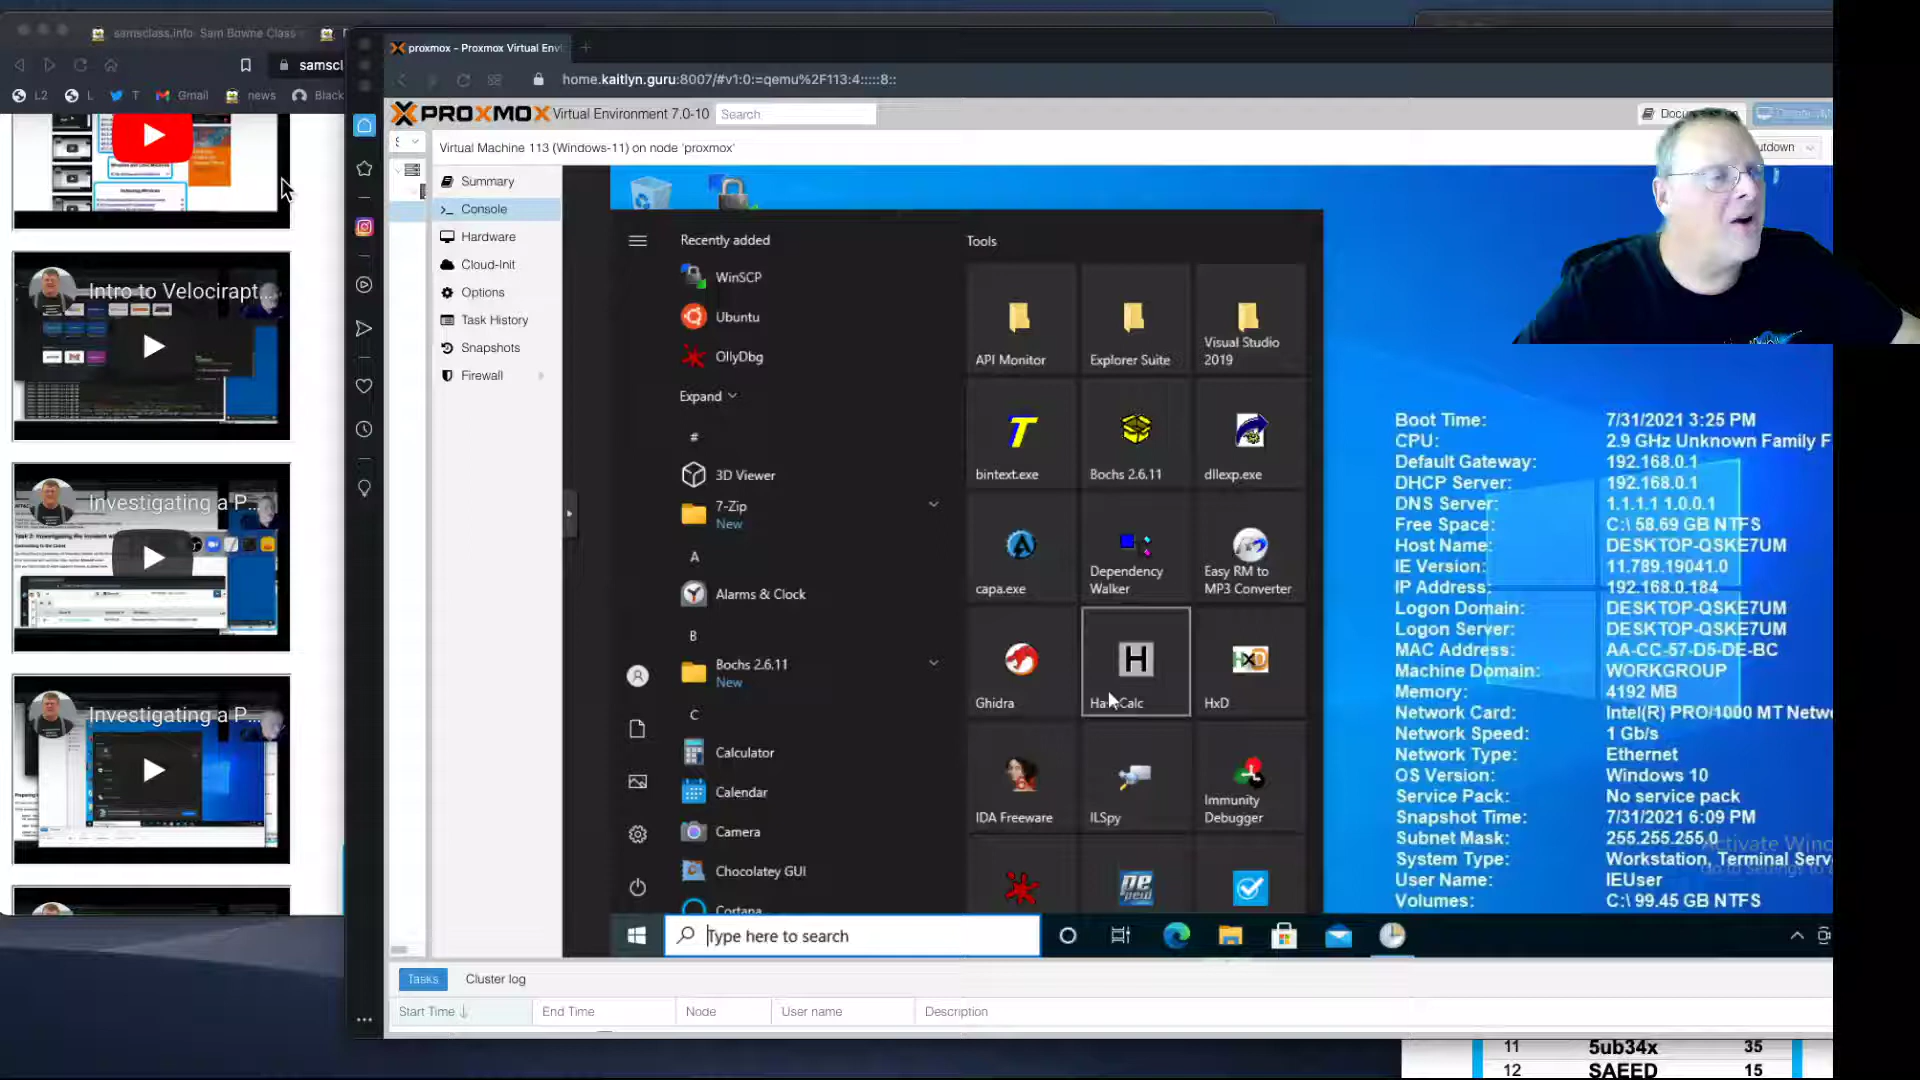 samsclass.info: Sam Bowne Class
samscl
L2
L
T
Gmail
news
Black
Intro to Velocirapt...
Investigating a P...
Investigating a P...
proxmox - Proxmox Virtual Envi
home.kaitlyn.guru:8007/#v1:0:=qemu%2F113:4:::::8::
PROXMOX Virtual Environment 7.0-10
Search
Virtual Machine 113 (Windows-11) on node 'proxmox'
Summary
Console
Hardware
Cloud-Init
Options
Task History
Snapshots
Firewall
Recently added
WinSCP
Ubuntu
OllyDbg
Expand
#
3D Viewer
7-Zip
New
A
Alarms & Clock
B
Bochs 2.6.11
New
C
Calculator
Calendar
Camera
Chocolatey GUI
Cortana
Tools
API Monitor
Explorer Suite
Visual Studio 2019
bintext.exe
Bochs 2.6.11
dllexp.exe
capa.exe
Dependency Walker
Easy RM to MP3 Converter
Ghidra
HxD
IDA Freeware
ILSpy
Immunity Debugger
Type here to search
Boot Time: 7/31/2021 3:25 PM
CPU: 2.9 GHz Unknown Family F
Default Gateway: 192.168.0.1
DHCP Server: 192.168.0.1
DNS Server: 1.1.1.1 1.0.0.1
Free Space: C:\ 58.69 GB NTFS
Host Name: DESKTOP-QSKE7UM
IE Version: 11.789.19041.0
IP Address: 192.168.0.184
Logon Domain: DESKTOP-QSKE7UM
Logon Server: DESKTOP-QSKE7UM
MAC Address: AA-CC-57-D5-DE-BC
Machine Domain: WORKGROUP
Memory: 4192 MB
Network Card: Intel(R) PRO/1000 MT Netw
Network Speed: 1 Gb/s
Network Type: Ethernet
OS Version: Windows 10
Service Pack: No service pack
Snapshot Time: 7/31/2021 6:09 PM
Subnet Mask: 255.255.255.0
System Type: Workstation, Terminal Serv
User Name: IEUser
Volumes: C:\ 99.45 GB NTFS
Tasks
Cluster log
Start Time
End Time
Node
User name
Description
11 5ub34x 35
12 SAEED 15